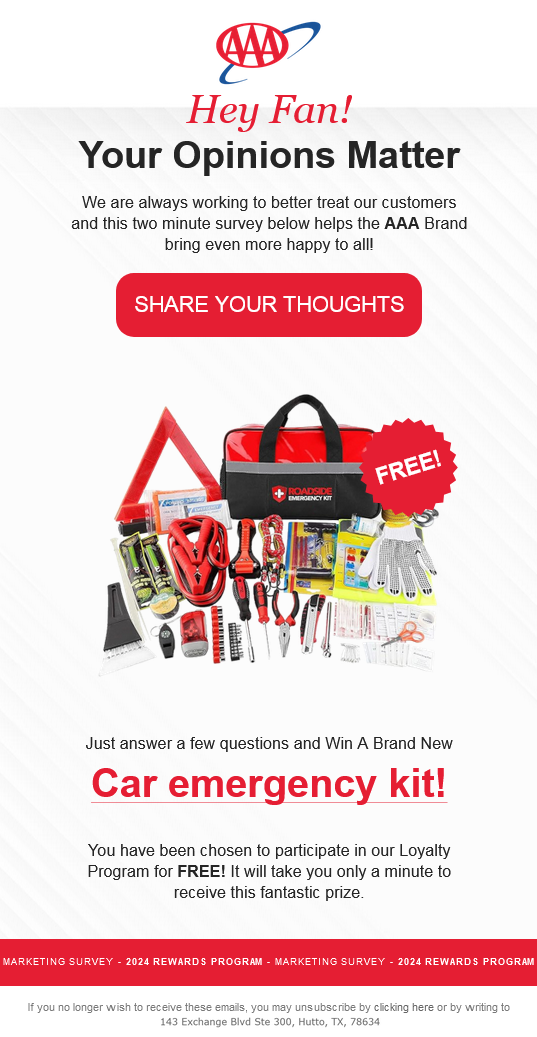 AAA
Hey Fan!
Your Opinions Matter
We are always working to better treat our customers
and this two minute survey below helps the AAA Brand
bring even more happy to all!
SHARE YOUR THOUGHTS
FREE!
ROADSIDE
EMERGENCY KIT
Just answer a few questions and Win A Brand New
Car emergency kit!
You have been chosen to participate in our Loyalty
Program for FREE! It will take you only a minute to
receive this fantastic prize.
MARKETING SURVEY - 2024 REWARDS PROGRAM - MARKETING SURVEY - 2024 REWARDS PROGRAM
If you no longer wish to receive these emails, you may unsubscribe by clicking here or by writing to
143 Exchange Blvd Ste 300, Hutto, TX, 78634